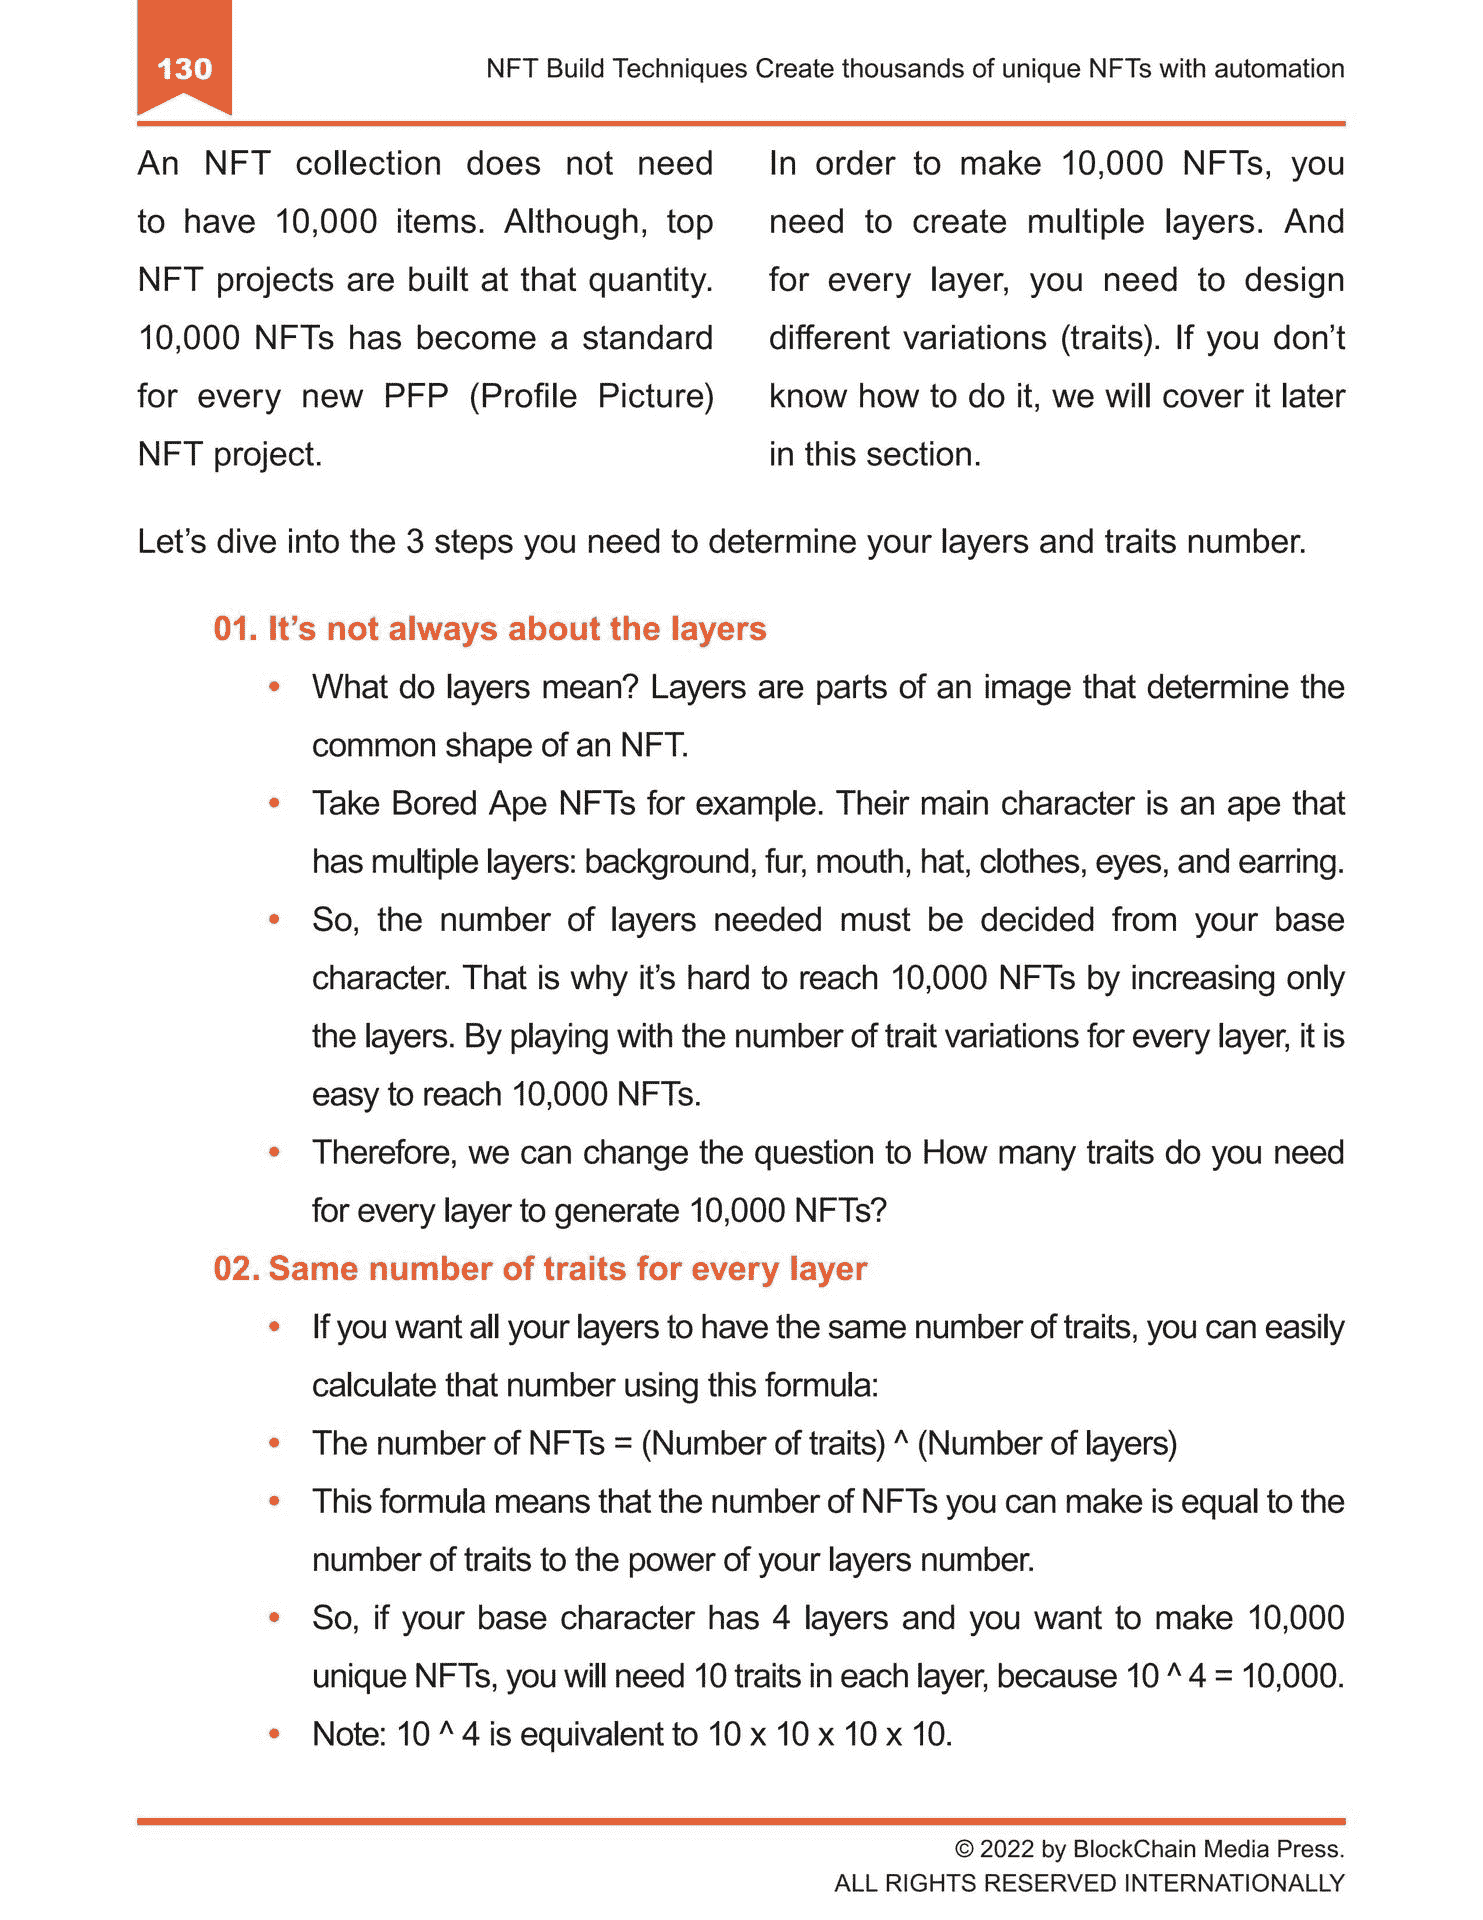 130
NFT Build Techniques Create thousands of unique NFTs with automation
An NFT collection does not need
to have 10,000 items. Although, top
NFT projects are built at that quantity.
10,000 NFTs has become a standard
for every new PFP (Profile Picture)
NFT project.
In order to make 10,000 NFTs, you
need to create multiple layers. And
for every layer, you need to design
different variations (traits). If you don’t
know how to do it, we will cover it later
in this section.
Let’s dive into the 3 steps you need to determine your layers and traits number.
01. It’s not always about the layers
• What do layers mean? Layers are parts of an image that determine the
common shape of an NFT.
• Take Bored Ape NFTs for example. Their main character is an ape that
has multiple layers: background, fur, mouth, hat, clothes, eyes, and earring.
• So, the number of layers needed must be decided from your base
character. That is why it’s hard to reach 10,000 NFTs by increasing only
the layers. By playing with the number of trait variations for every layer, it is
easy to reach 10,000 NFTs.
• Therefore, we can change the question to How many traits do you need
for every layer to generate 10,000 NFTs?
02. Same number of traits for every layer
• If you want all your layers to have the same number of traits, you can easily
calculate that number using this formula:
• The number of NFTs = (Number of traits) ^ (Number of layers)
• This formula means that the number of NFTs you can make is equal to the
number of traits to the power of your layers number.
• So, if your base character has 4 layers and you want to make 10,000
unique NFTs, you will need 10 traits in each layer, because 10 ^ 4 = 10,000.
• Note: 10 ^ 4 is equivalent to 10 x 10 x 10 x 10.
© 2022 by BlockChain Media Press.
ALL RIGHTS RESERVED INTERNATIONALLY